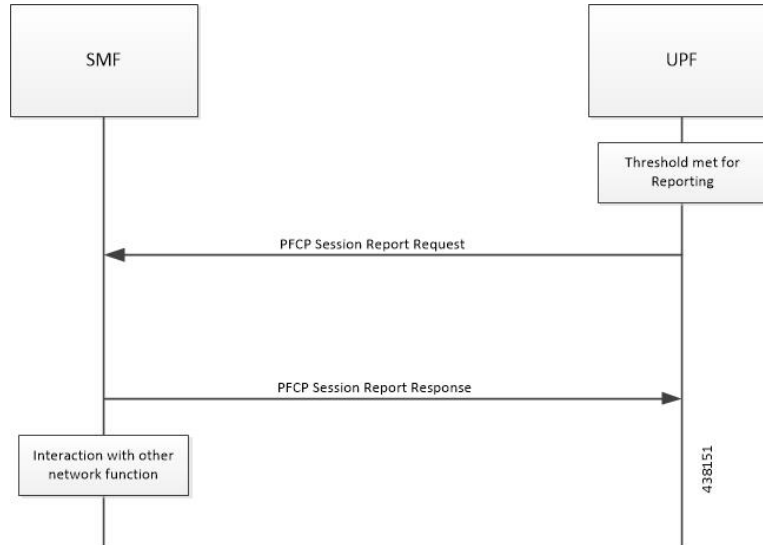 SMF
UPF
Threshold met for
Reporting
PFCP Session Report Request
PFCP Session Report Response
Interaction with other
network function
438151